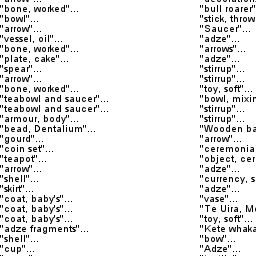 "bone, worked"...
"bowl"...
"arrow"...
"vessel, oil"...
"bone, worked"...
"plate, cake"...
"spear"...
"arrow"...
"bone, worked"...
"teabowl and saucer"...
"teabowl and saucer"...
"armour, body"...
"bead, Dentalium"...
"gourd"...
"coin set"...
"teapot"...
"arrow"...
"shell"...
"skirt"...
"coat, baby's"...
"coat, baby's"...
"coat, baby's"...
"adze fragments"...
"shell"...
"cup"...
"bull roarer"
"stick, throw
"Saucer"...
"adze"...
"arrows"...
"adze"...
"stirrup"...
"stirrup"...
"toy, soft"...
"bowl, mixin
"stirrup"...
"stirrup"...
"Wooden ba
"arrow"...
"ceremonia
"object, cer
"adze"...
"currency, s
"adze"...
"vase"...
"Te Uira, Mo
"toy, soft"...
"Kete whaka
"bow"...
"Adze"...